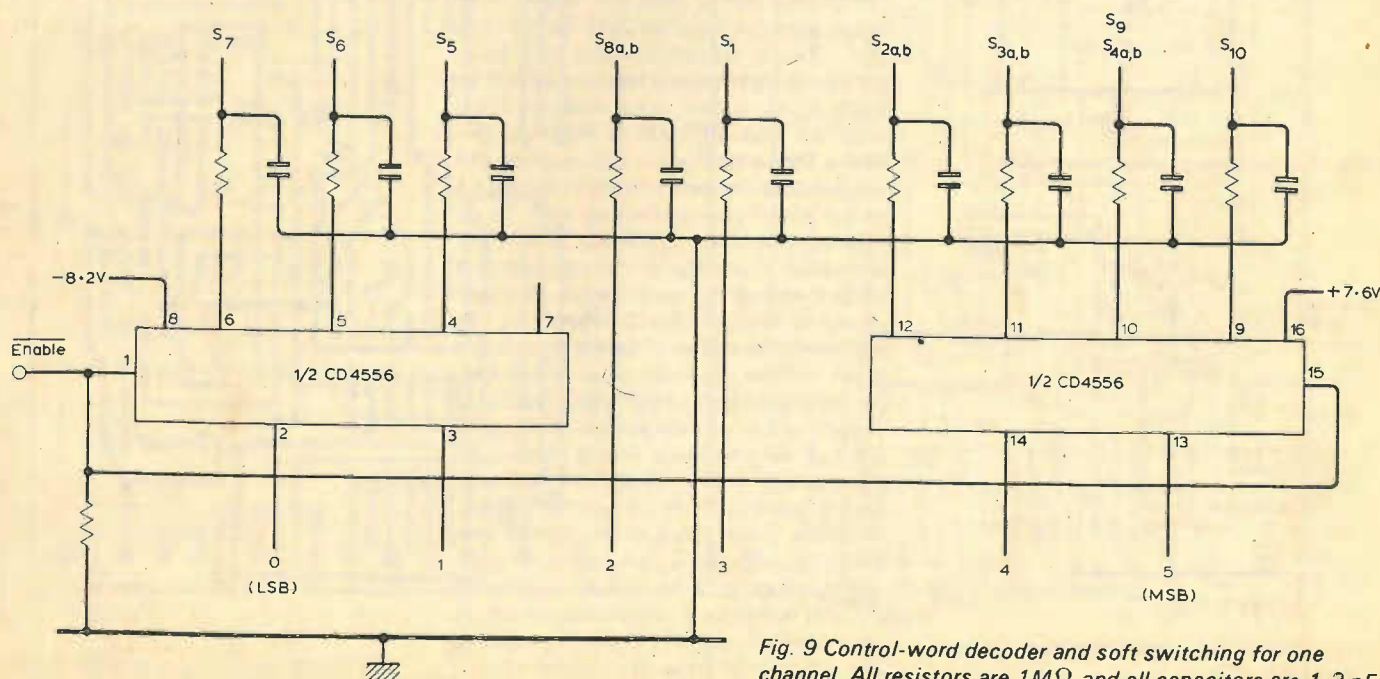 S7 S6 S5 S8a,b S1 S2a,b S3a,b S9 S4a,b S10
-8·2V
+7·6V
8 6 5 4 7
12 11 10 9 16
Enable
1
1/2 CD4556
1/2 CD4556
15
2 3
14 13
0 1 2 3 4 5
(LSB)
(MSB)
Fig. 9 Control-word decoder and soft switching for one
channel. All resistors are 1MΩ and all capacitors are